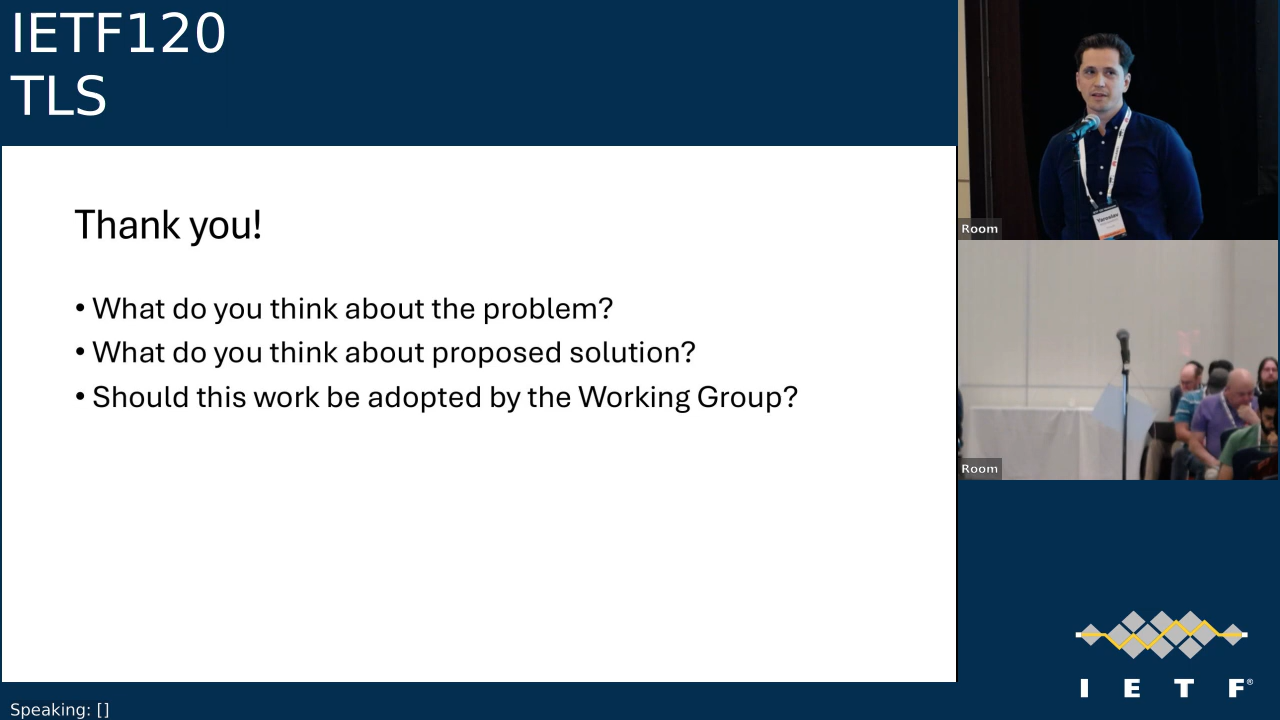 IETF120
TLS
Thank you!
• What do you think about the problem?
• What do you think about proposed solution?
• Should this work be adopted by the Working Group?
Room
Yaroslav
Room
I E T F®
Speaking: []